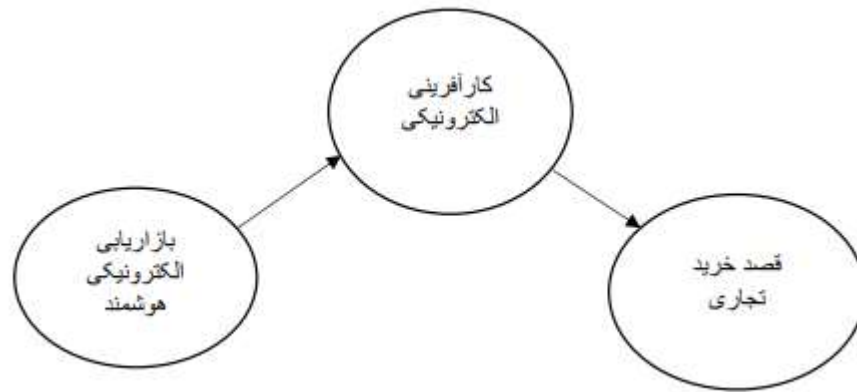 کارآفرینی
الکترونیکی
بازاریابی
الکترونیکی
هوشمند
قصد خرید
تجاری